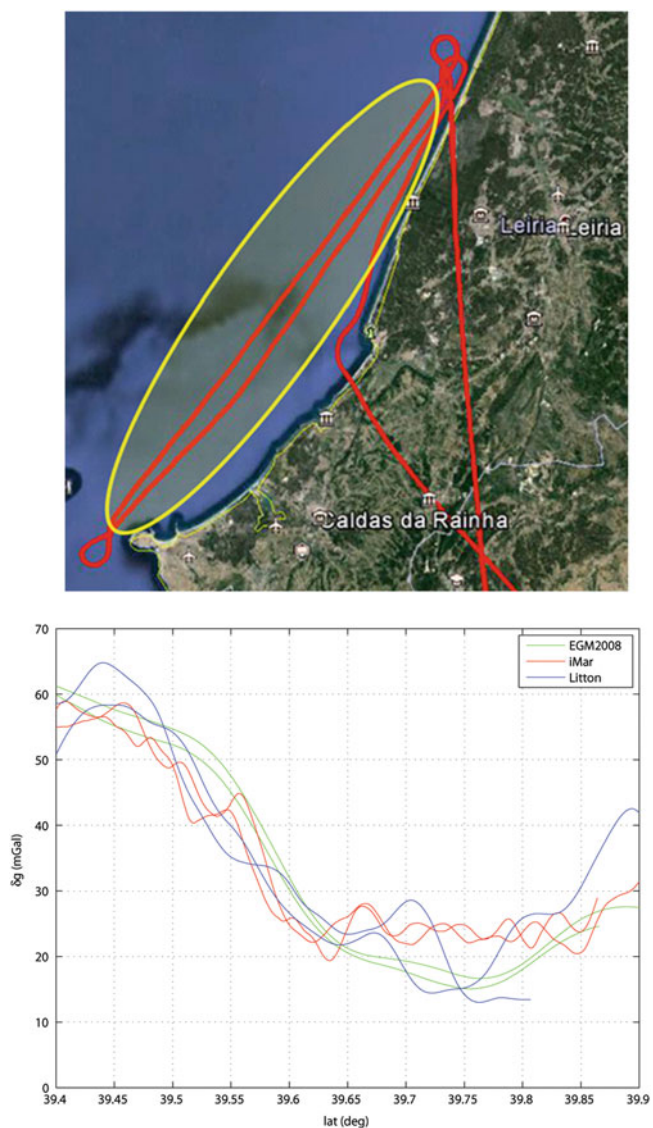 Leiria
Leiria
Caldas da Rainha
70
60
50
40
30
20
10
0
δg (mGal)
EGM2008
iMar
Litton
39.4 39.45 39.5 39.55 39.6 39.65 39.7 39.75 39.8 39.85 39.9
lat (deg)